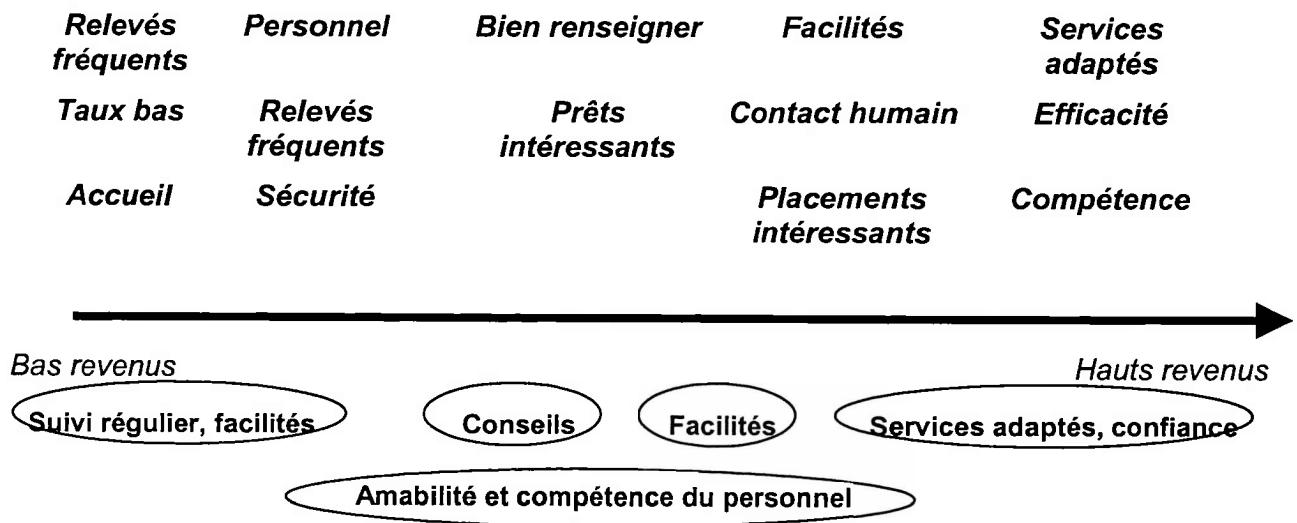 Relevés fréquents Personnel Bien renseigner Facilités Services adaptés
Taux bas Relevés fréquents Prêts intéressants Contact humain Efficacité
Accueil Sécurité Placements intéressants Compétence
Bas revenus Hauts revenus
Suivi régulier, facilités Conseils Facilités Services adaptés, confiance
Amabilité et compétence du personnel